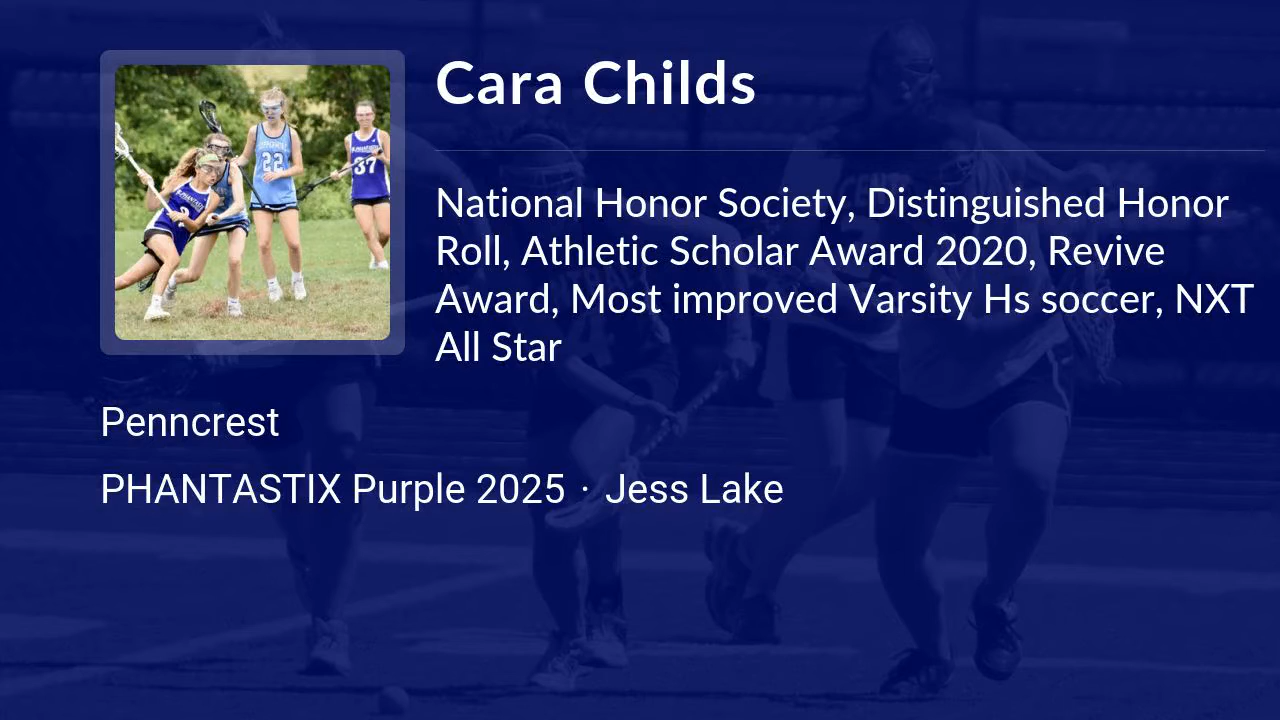 Cara Childs
National Honor Society, Distinguished Honor
Roll, Athletic Scholar Award 2020, Revive
Award, Most improved Varsity Hs soccer, NXT
All Star
22
37
Penncrest
PHANTASTIX Purple 2025 · Jess Lake